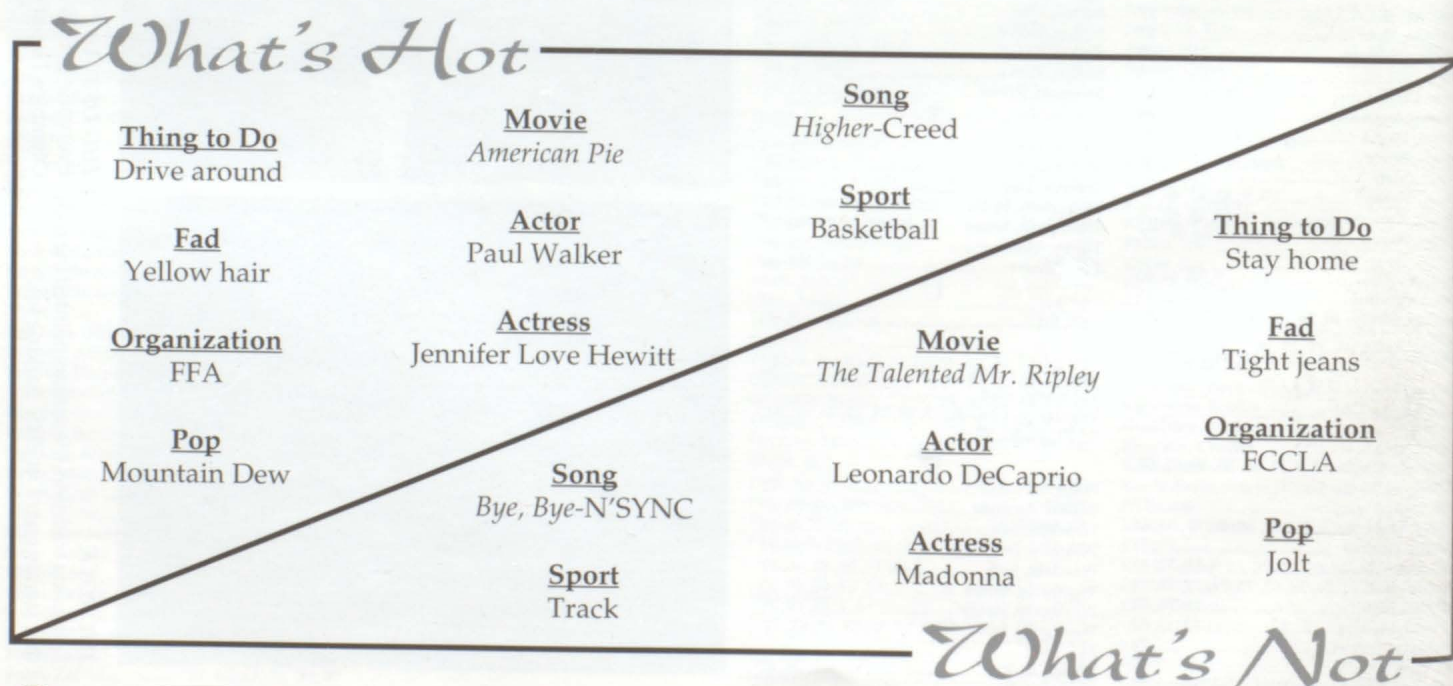 What's Hot
Thing to Do
Drive around
Fad
Yellow hair
Organization
FFA
Pop
Mountain Dew
Movie
American Pie
Actor
Paul Walker
Actress
Jennifer Love Hewitt
Song
Higher-Creed
Sport
Basketball
Song
Bye, Bye-N'SYNC
Sport
Track
Movie
The Talented Mr. Ripley
Actor
Leonardo DeCaprio
Actress
Madonna
Thing to Do
Stay home
Fad
Tight jeans
Organization
FCCLA
Pop
Jolt
What's Not